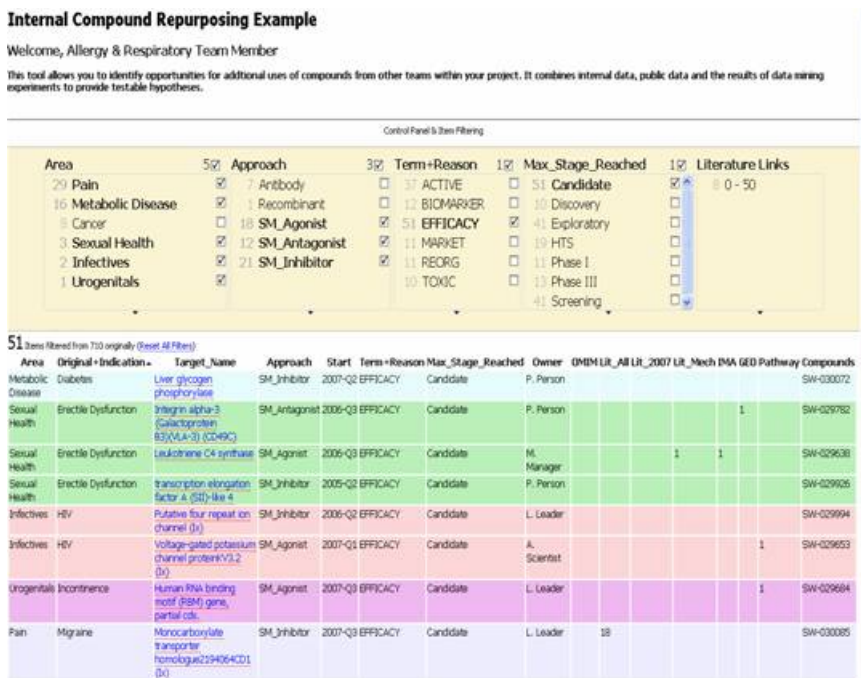 Internal Compound Repurposing Example
Welcome, Allergy & Respiratory Team Member
This tool allows you to identify opportunities for addtional uses of compounds from other teams within your project. It combines internal data, public data and the results of data mining
experiments to provide testable hypotheses.
Control Panel & Item Filtering
Area 5 Approach 3 Term+Reason 1 Max_Stage_Reached 1 Literature Links
29 Pain 7 Antibody 37 ACTIVE 51 Candidate 8 0 - 50
16 Metabolic Disease 1 Recombinant 12 BIOMARKER 10 Discovery
9 Cancer 18 SM_Agonist 51 EFFICACY 41 Exploratory
3 Sexual Health 12 SM_Antagonist 11 MARKET 19 HTS
2 Infectives 21 SM_Inhibitor 11 REORG 11 Phase I
1 Urogenitals 10 TOXIC 13 Phase III
41 Screening
51 Items filtered from 710 originally (Reset All Filters)
Area Original+Indication Target_Name Approach Start Term+Reason Max_Stage_Reached Owner OMIM Lit_All Lit_2007 Lit_Mech IMA GEO Pathway Compounds
Metabolic Diabetes Liver glycogen SM_Inhibitor 2007-Q2 EFFICACY Candidate P. Person SW-030072
Disease phosphorylase
Sexual Erectile Dysfunction Integrin alpha-3 SM_Antagonist 2006-Q3 EFFICACY Candidate P. Person 1 SW-029782
Health (Galactoprotein
B3)(VLA-3) (CD49C)
Sexual Erectile Dysfunction Leukotriene C4 synthase SM_Agonist 2006-Q3 EFFICACY Candidate M. 1 1 SW-029638
Health Manager
Sexual Erectile Dysfunction transcription elongation SM_Inhibitor 2005-Q2 EFFICACY Candidate P. Person SW-029926
Health factor A (SII)-like 4
Infectives HIV Putative four repeat ion SM_Inhibitor 2006-Q2 EFFICACY Candidate L. Leader SW-029994
channel (Ix)
Infectives HIV Voltage-gated potassium SM_Agonist 2007-Q1 EFFICACY Candidate A. 1 SW-029653
channel proteinKV3.2 Scientist
(Ix)
Urogenitals Incontinence Human RNA binding SM_Agonist 2007-Q3 EFFICACY Candidate L. Leader 1 SW-029684
motif (RBM) gene,
partial cds.
Pain Migraine Monocarboxylate SM_Inhibitor 2007-Q3 EFFICACY Candidate L. Leader 18 SW-030085
transporter
homologue2194064CD1
(Ix)